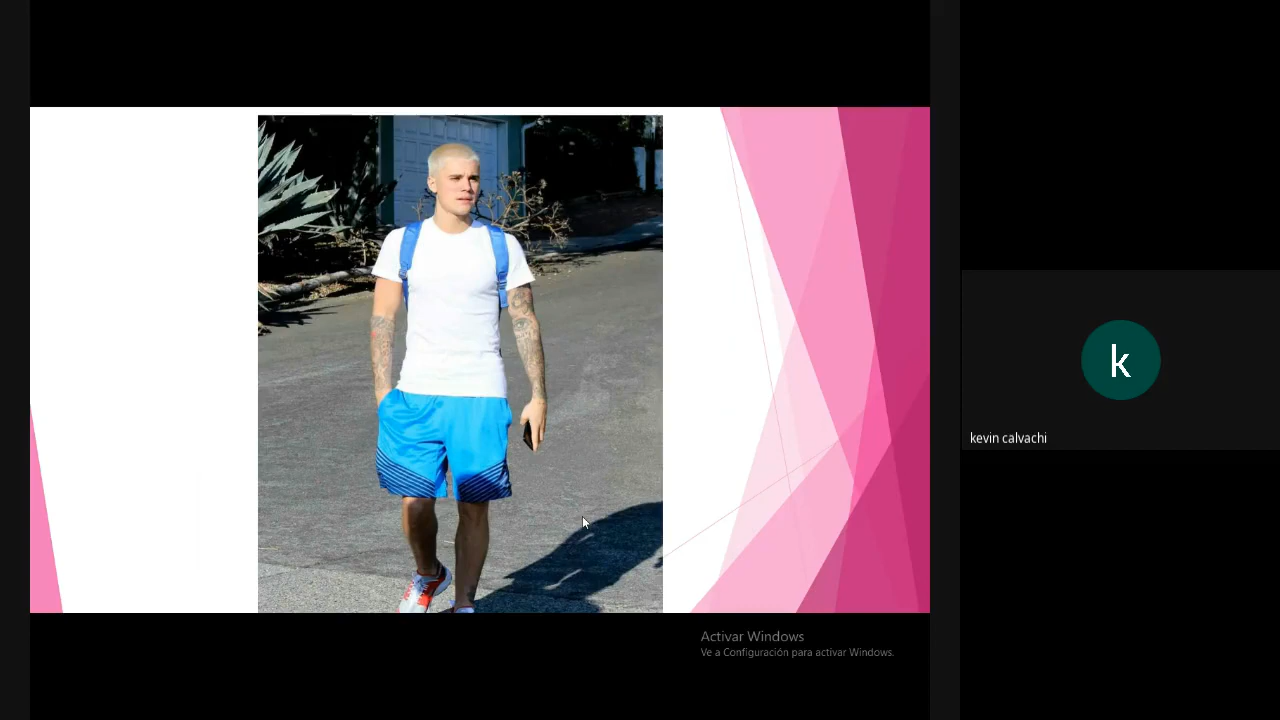 k
kevin calvachi
Activar Windows
Ve a Configuración para activar Windows.